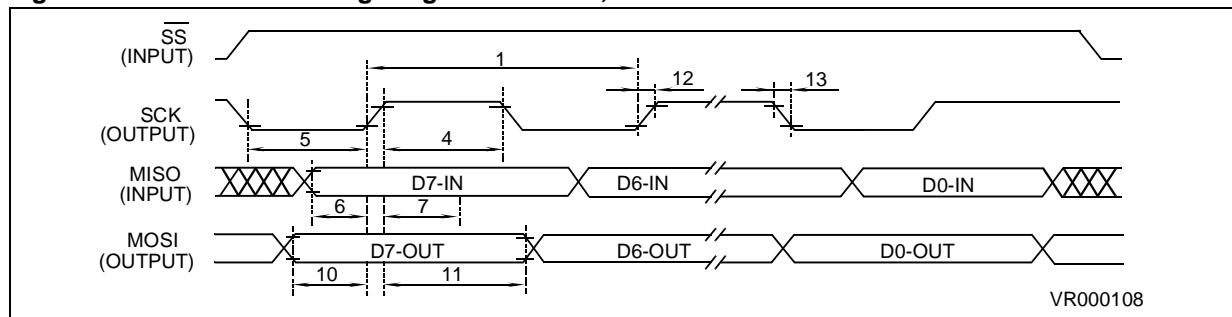 SS
(INPUT)
1
12
13
SCK
(OUTPUT)
5
4
MISO
(INPUT)
D7-IN
D6-IN
D0-IN
6
7
MOSI
(OUTPUT)
D7-OUT
D6-OUT
D0-OUT
10
11
VR000108